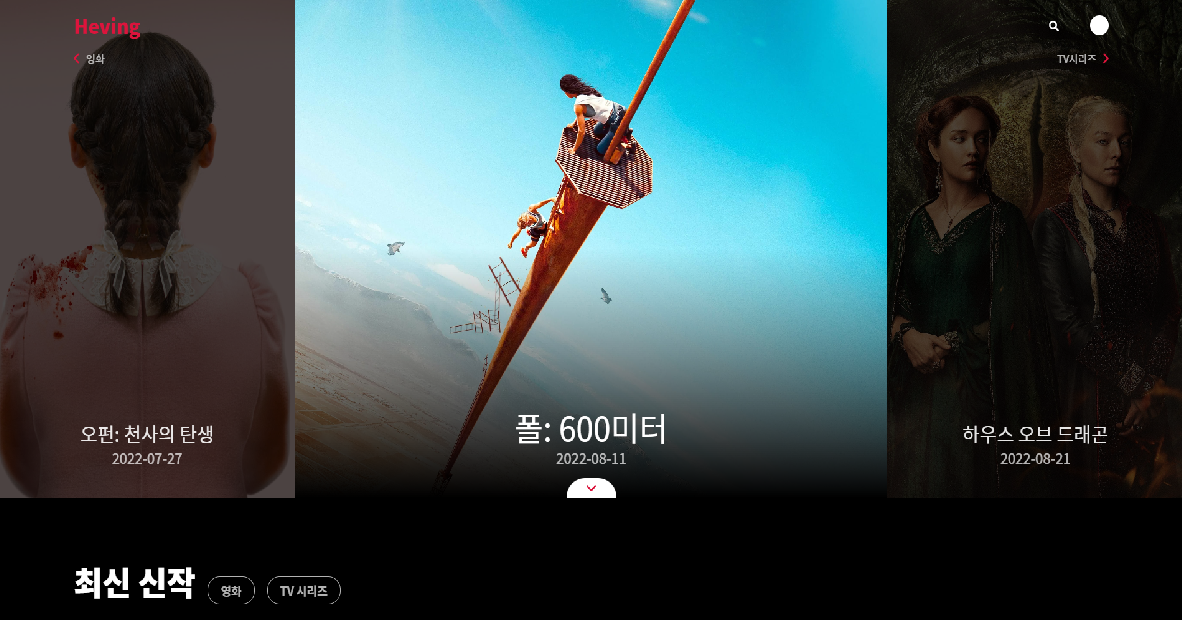 Heving
영화
TV시리즈
오펀: 천사의 탄생
2022-07-27
폴: 600미터
2022-08-11
하우스 오브 드래곤
2022-08-21
최신 신작
영화
TV 시리즈